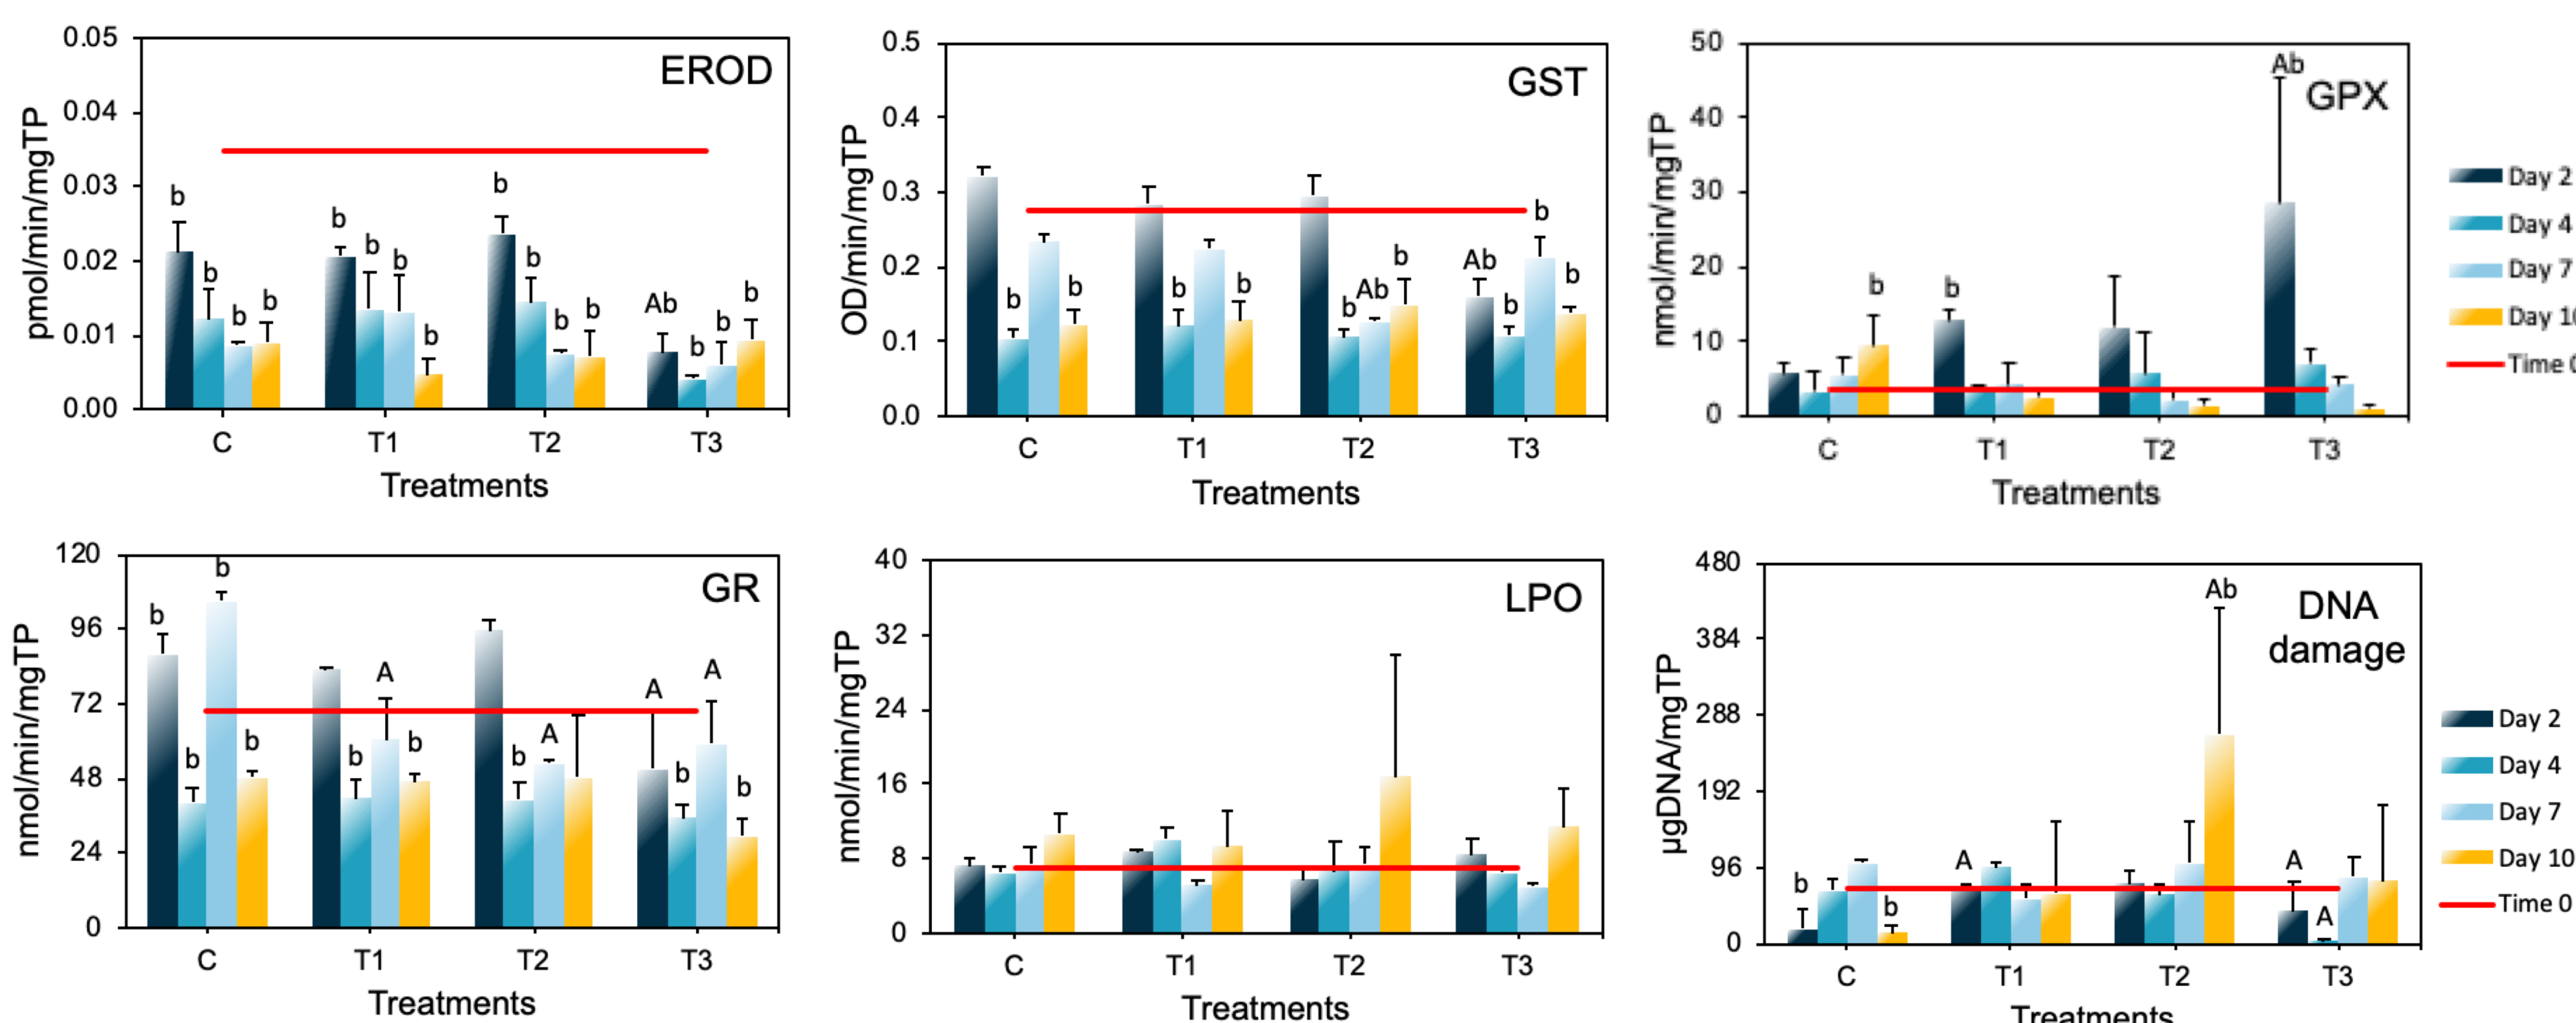 EROD
pmol/min/mgTP
0.05
0.04
0.03
0.02
0.01
0.00
b b b b
b b b b
b b b b
Ab b b b
C T1 T2 T3
Treatments
GST
OD/min/mgTP
0.5
0.4
0.3
0.2
0.1
0.0
b b
b b
b Ab b
Ab b b b
C T1 T2 T3
Treatments
GPX
nmol/min/mgTP
50
40
30
20
10
0
b
b
Ab
C T1 T2 T3
Treatments
Day 2
Day 4
Day 7
Day 10
Time 0
GR
nmol/min/mgTP
120
96
72
48
24
0
b b b b
b A b
b A
A b A b
C T1 T2 T3
Treatments
LPO
nmol/min/mgTP
40
32
24
16
8
0
C T1 T2 T3
Treatments
DNA
damage
µgDNA/mgTP
480
384
288
192
96
0
b b
A
Ab
A A
C T1 T2 T3
Treatments
Day 2
Day 4
Day 7
Day 10
Time 0